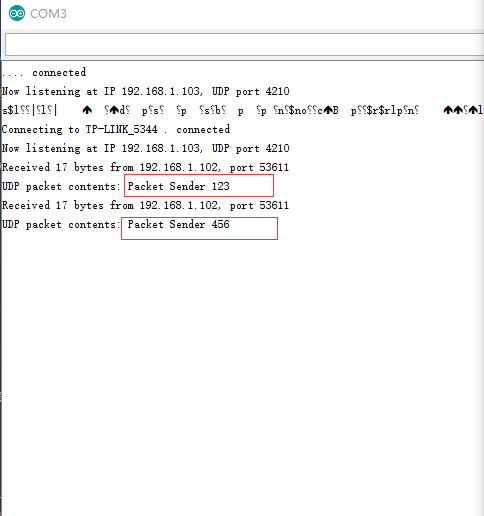 COM3
.... connected
Now listening at IP 192.168.1.103, UDP port 4210
Connecting to TP-LINK_5344 . connected
Now listening at IP 192.168.1.103, UDP port 4210
Received 17 bytes from 192.168.1.102, port 53611
UDP packet contents: Packet Sender 123
Received 17 bytes from 192.168.1.102, port 53611
UDP packet contents: Packet Sender 456